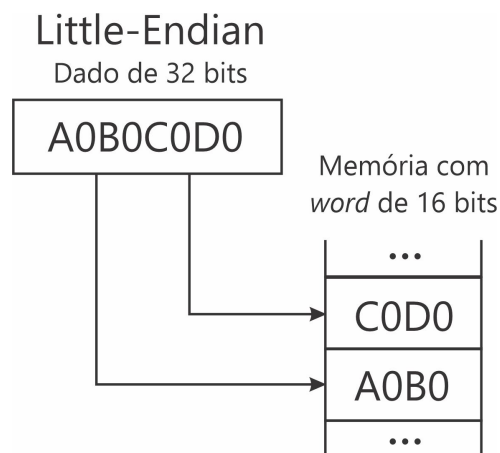 Little-Endian
Dado de 32 bits
A0B0C0D0
Memória com
word de 16 bits
...
C0D0
A0B0
...